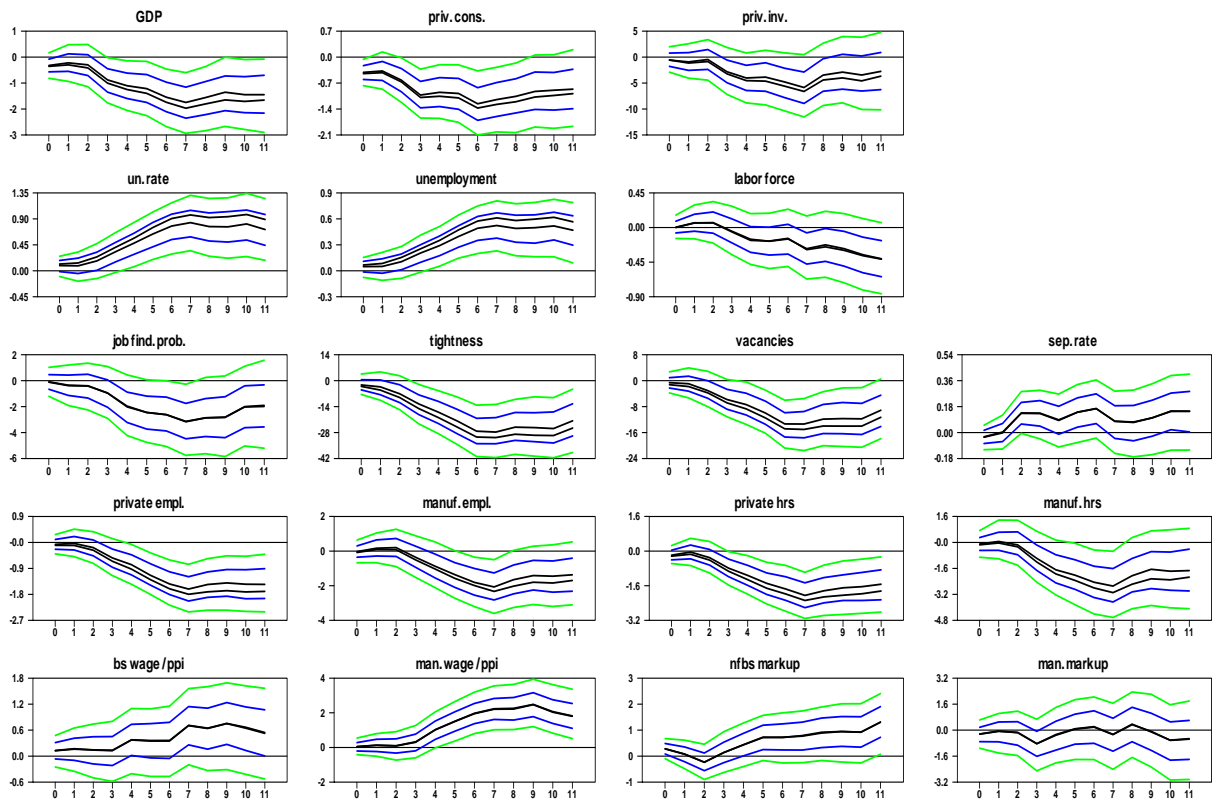 GDP priv.cons. priv.inv.
1 0.7 5
0 0.0 0
-1 -0.7 -5
-2 -1.4 -10
-3 -2.1 -15
0 1 2 3 4 5 6 7 8 9 10 11 0 1 2 3 4 5 6 7 8 9 10 11 0 1 2 3 4 5 6 7 8 9 10 11
un.rate unemployment labor force
1.35 0.9 0.45
0.90 0.6 0.00
0.45 0.3 -0.45
0.00 0.0 -0.90
-0.45 -0.3
0 1 2 3 4 5 6 7 8 9 10 11 0 1 2 3 4 5 6 7 8 9 10 11 0 1 2 3 4 5 6 7 8 9 10 11
job find.prob. tightness vacancies sep.rate
2 14 8 0.54
0 0 0 0.36
-2 -14 -8 0.18
-4 -28 -16 0.00
-6 -42 -24 -0.18
0 1 2 3 4 5 6 7 8 9 10 11 0 1 2 3 4 5 6 7 8 9 10 11 0 1 2 3 4 5 6 7 8 9 10 11 0 1 2 3 4 5 6 7 8 9 10 11
private empl. manuf.empl. private hrs manuf.hrs
0.9 2 1.6 1.6
-0.0 0 0.0 -0.0
-0.9 -2 -1.6 -1.6
-1.8 -4 -3.2 -3.2
-2.7 -4.8
0 1 2 3 4 5 6 7 8 9 10 11 0 1 2 3 4 5 6 7 8 9 10 11 0 1 2 3 4 5 6 7 8 9 10 11 0 1 2 3 4 5 6 7 8 9 10 11
bs wage/ppi man.wage/ppi nfbs markup man.markup
1.8 4 3 3.2
1.2 2 2 1.6
0.6 0 1 -0.0
0.0 -2 0 -1.6
-0.6 -1 -3.2
0 1 2 3 4 5 6 7 8 9 10 11 0 1 2 3 4 5 6 7 8 9 10 11 0 1 2 3 4 5 6 7 8 9 10 11 0 1 2 3 4 5 6 7 8 9 10 11